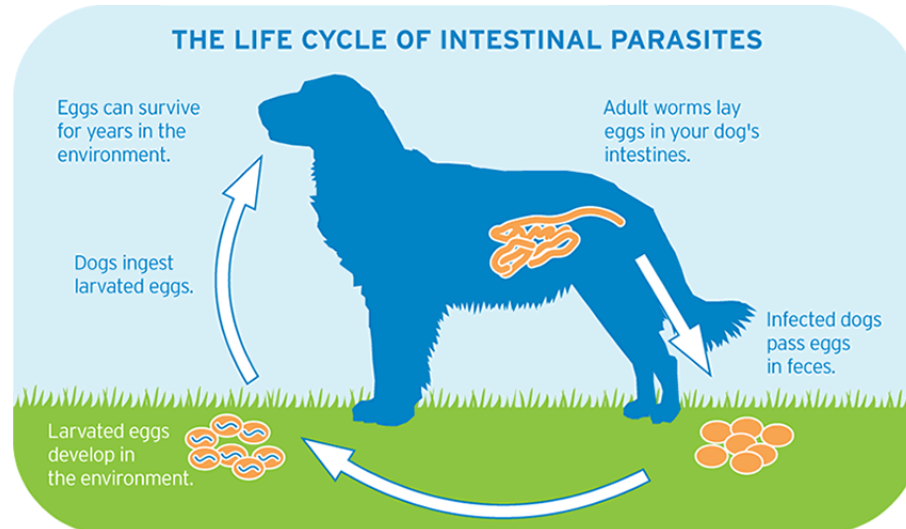 THE LIFE CYCLE OF INTESTINAL PARASITES
Eggs can survive
for years in the
environment.
Adult worms lay
eggs in your dog's
intestines.
Dogs ingest
larvated eggs.
Infected dogs
pass eggs
in feces.
Larvated eggs
develop in
the environment.